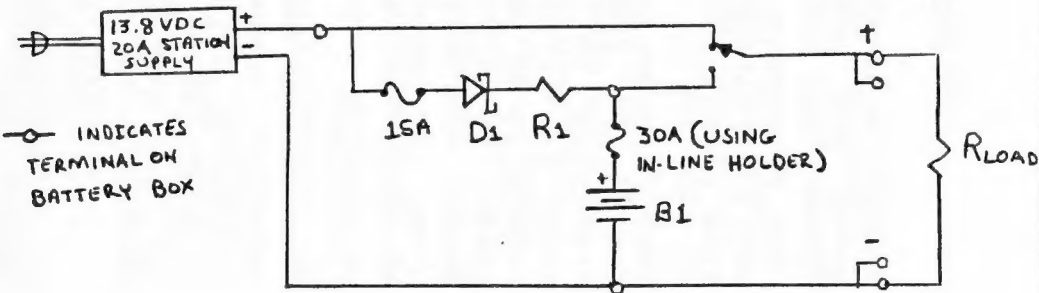 13.8 VDC
20A STATION
SUPPLY
+
-
15A
D1
R1
30A (USING
IN-LINE HOLDER)
+
B1
+
-
RLOAD
INDICATES
TERMINAL ON
BATTERY BOX